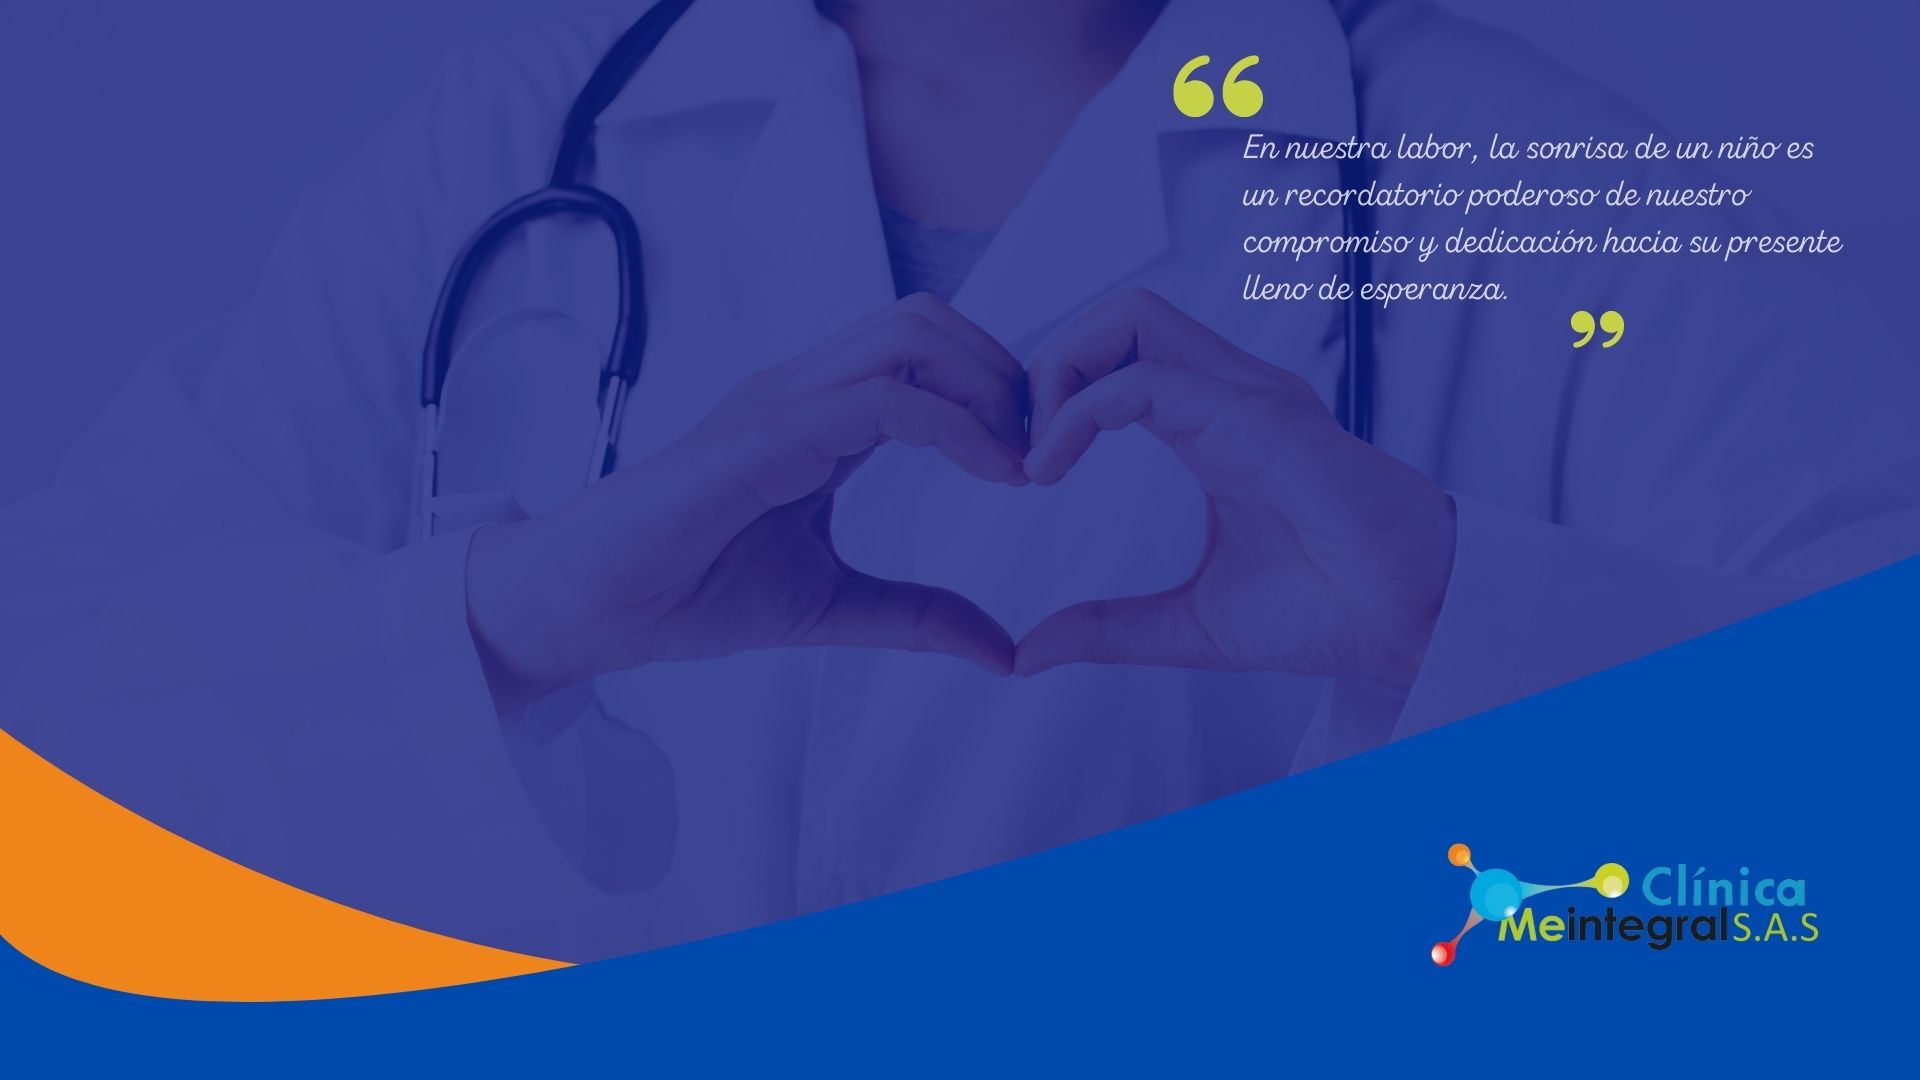 En nuestra labor, la sonrisa de un niño es
un recordatorio poderoso de nuestro
compromiso y dedicación hacia su presente
lleno de esperanza.
Clínica
MeintegralS.A.S